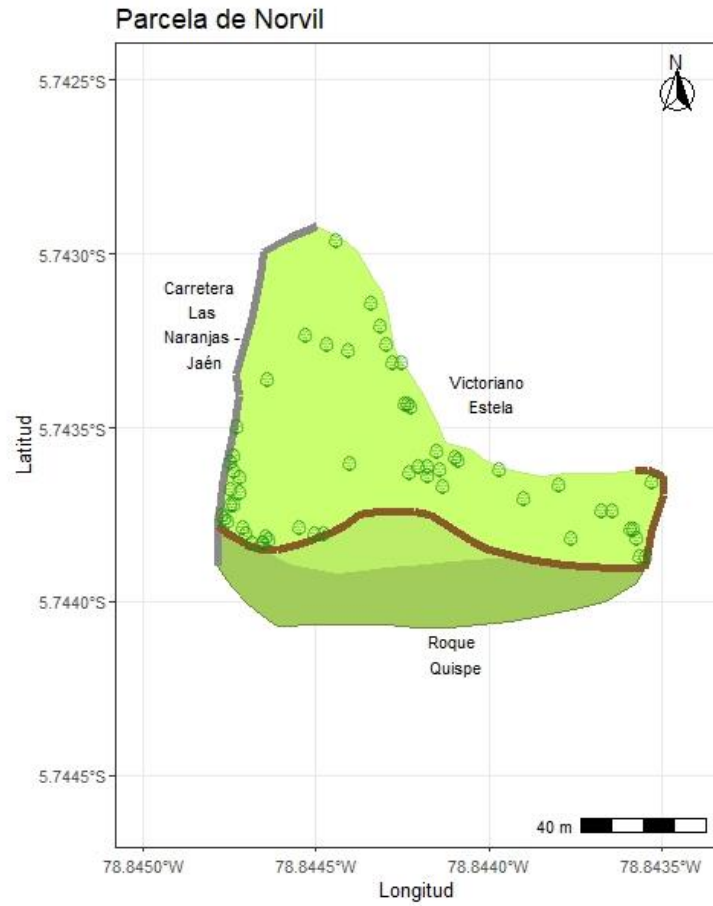 Parcela de Norvil
N
5.7425°S
5.7430°S
5.7435°S
5.7440°S
5.7445°S
Latitud
Carretera
Las
Naranjas -
Jaén
Victoriano
Estela
Roque
Quispe
40 m
78.8450°W
78.8445°W
78.8440°W
78.8435°W
Longitud